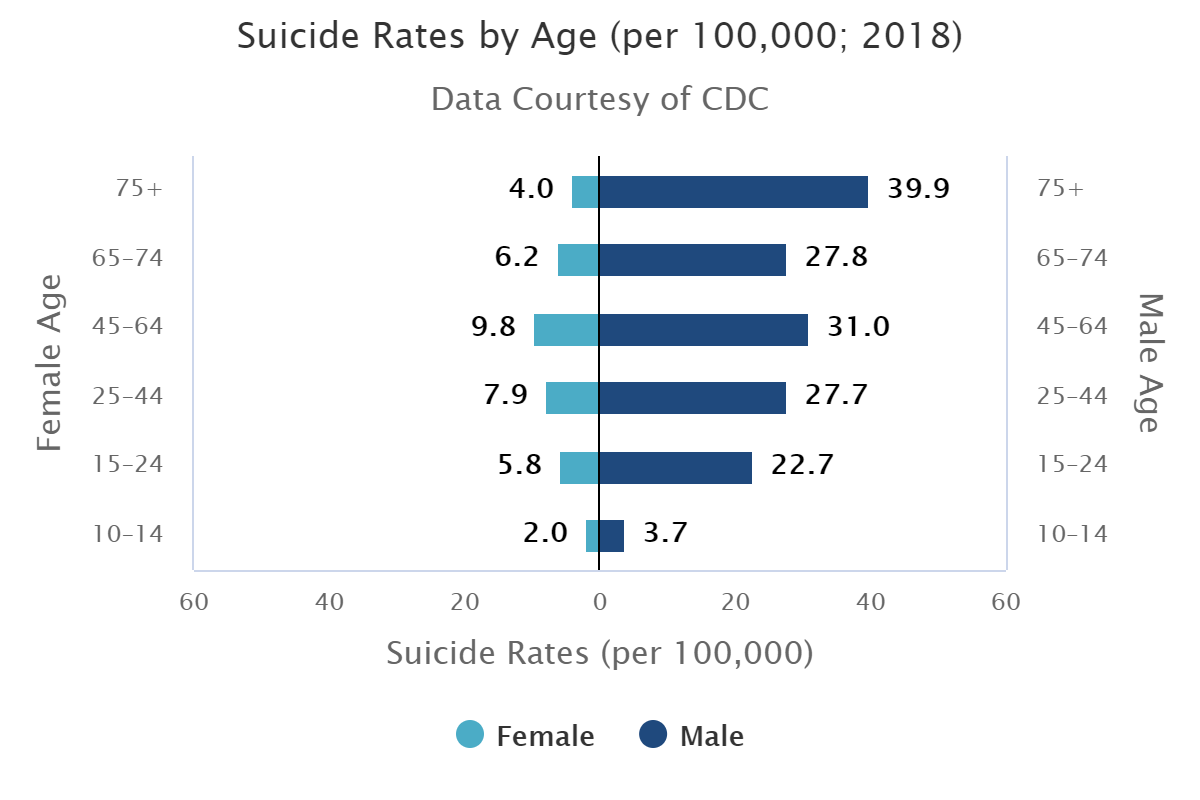 Suicide Rates by Age (per 100,000; 2018)
Data Courtesy of CDC
Female Age
Male Age
75+ 4.0 39.9 75+
65–74 6.2 27.8 65–74
45–64 9.8 31.0 45–64
25–44 7.9 27.7 25–44
15–24 5.8 22.7 15–24
10–14 2.0 3.7 10–14
60 40 20 0 20 40 60
Suicide Rates (per 100,000)
Female Male